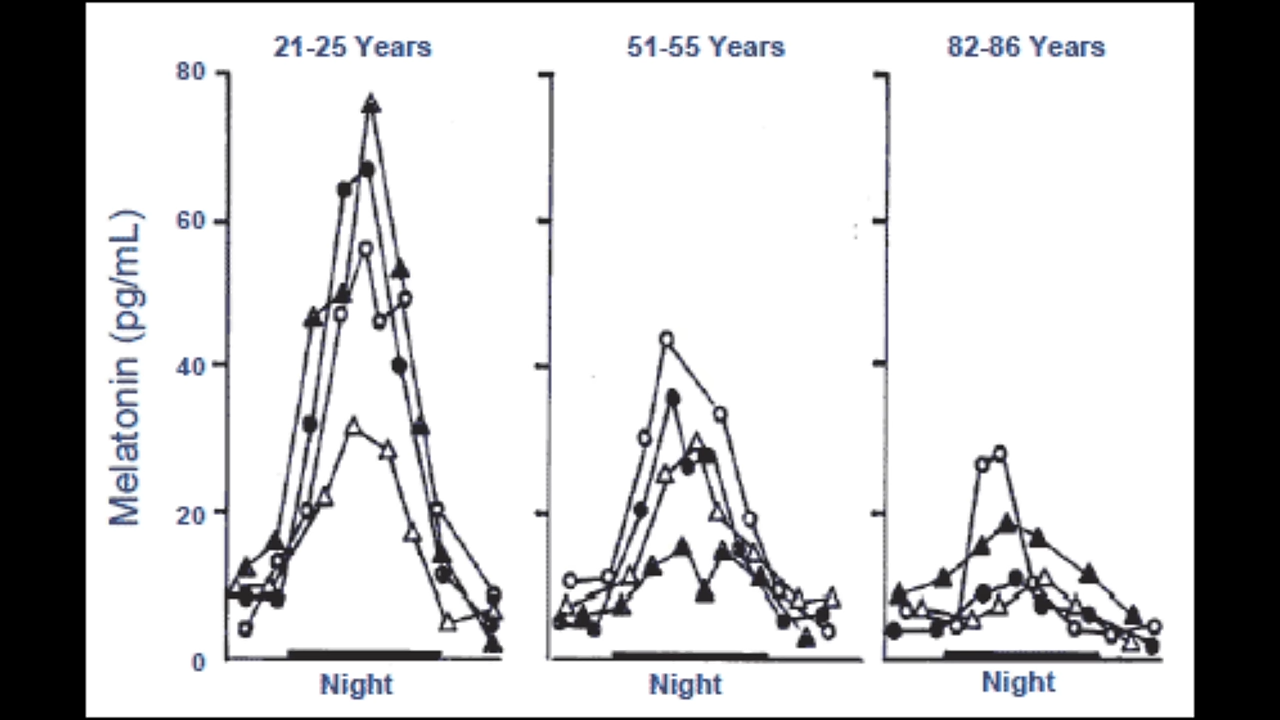 21-25 Years
51-55 Years
82-86 Years
80
60
40
20
0
Melatonin (pg/mL)
Night
Night
Night